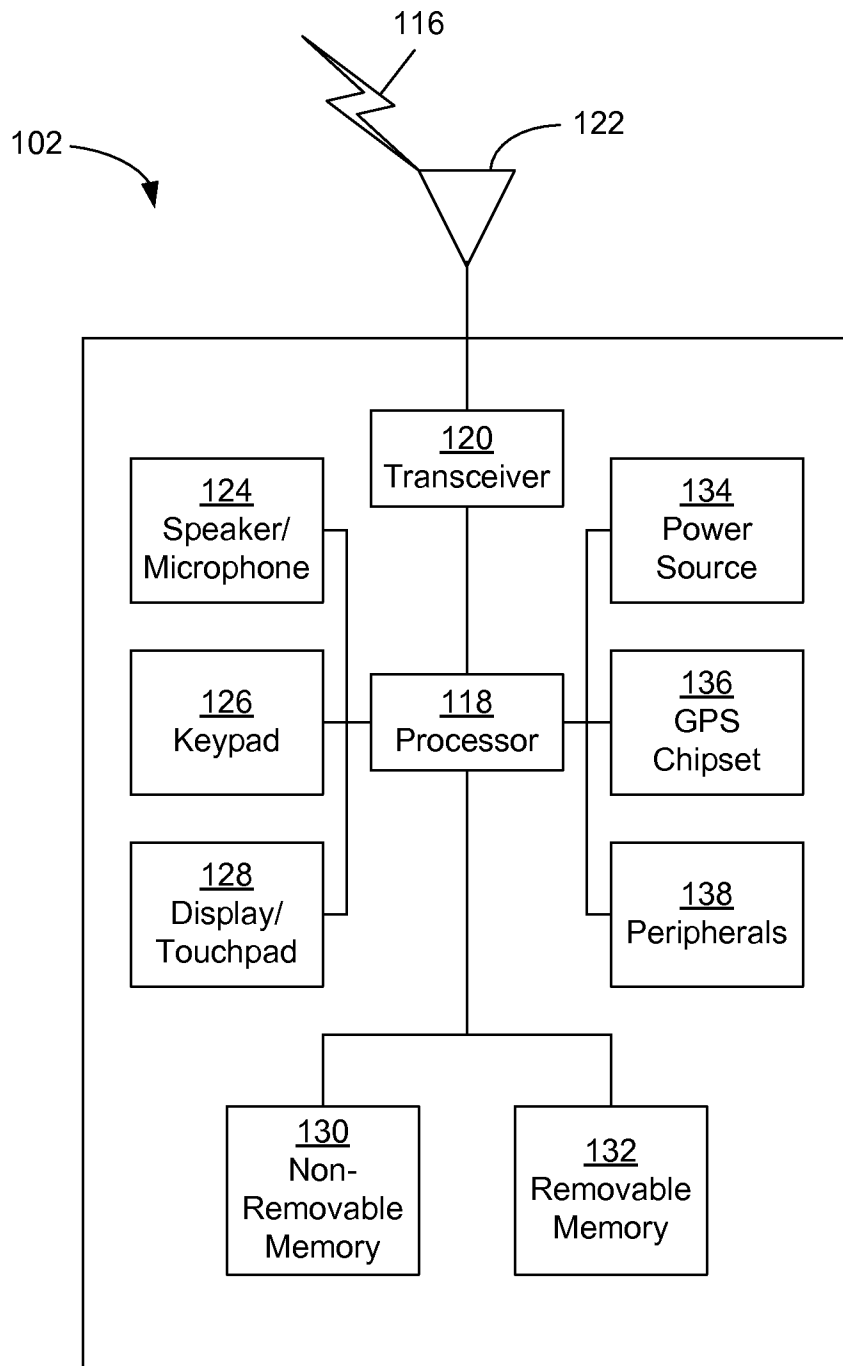 116
122
102
120
Transceiver
124
Speaker/
Microphone
134
Power
Source
126
Keypad
118
Processor
136
GPS
Chipset
128
Display/
Touchpad
138
Peripherals
130
Non-
Removable
Memory
132
Removable
Memory